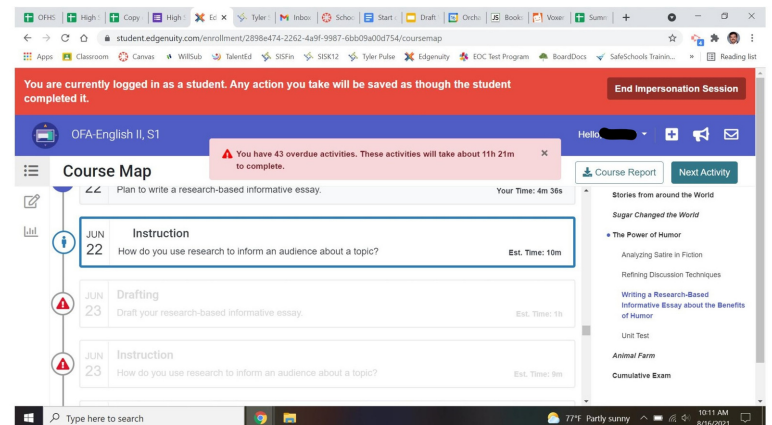 OFHS
High S
Copy
High S
Ed
Tyler S
Inbox
Schoo
Start a
Draft
Orcha
Books
Voxer
Summ
student.edgenuity.com/enrollment/2898e474-2262-4a9f-9987-6bb09a00d754/coursemap
Apps Classroom Canvas WillSub TalentEd SISFin SISK12 Tyler Pulse Edgenuity EDC Test Program BoardDocs SafeSchools Trainin... » Reading list
You are currently logged in as a student. Any action you take will be saved as though the student
completed it.
End Impersonation Session
OFA-English II, S1
Hello,
You have 43 overdue activities. These activities will take about 11h 21m
to complete.
Course Map
Course Report
Next Activity
22 Plan to write a research-based informative essay. Your Time: 4m 36s
JUN Instruction
22 How do you use research to inform an audience about a topic? Est. Time: 10m
JUN Drafting
23 Draft your research-based informative essay. Est. Time: 1h
JUN Instruction
23 How do you use research to inform an audience about a topic? Est. Time: 9m
Stories from around the World
Sugar Changed the World
The Power of Humor
Analyzing Satire in Fiction
Refining Discussion Techniques
Writing a Research-Based
Informative Essay about the Benefits
of Humor
Unit Test
Animal Farm
Cumulative Exam
Type here to search
77°F Partly sunny
10:11 AM
8/16/2021